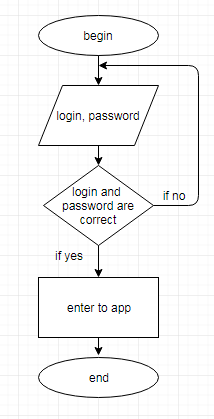 begin
login, password
login and
password are
correct
if no
if yes
enter to app
end